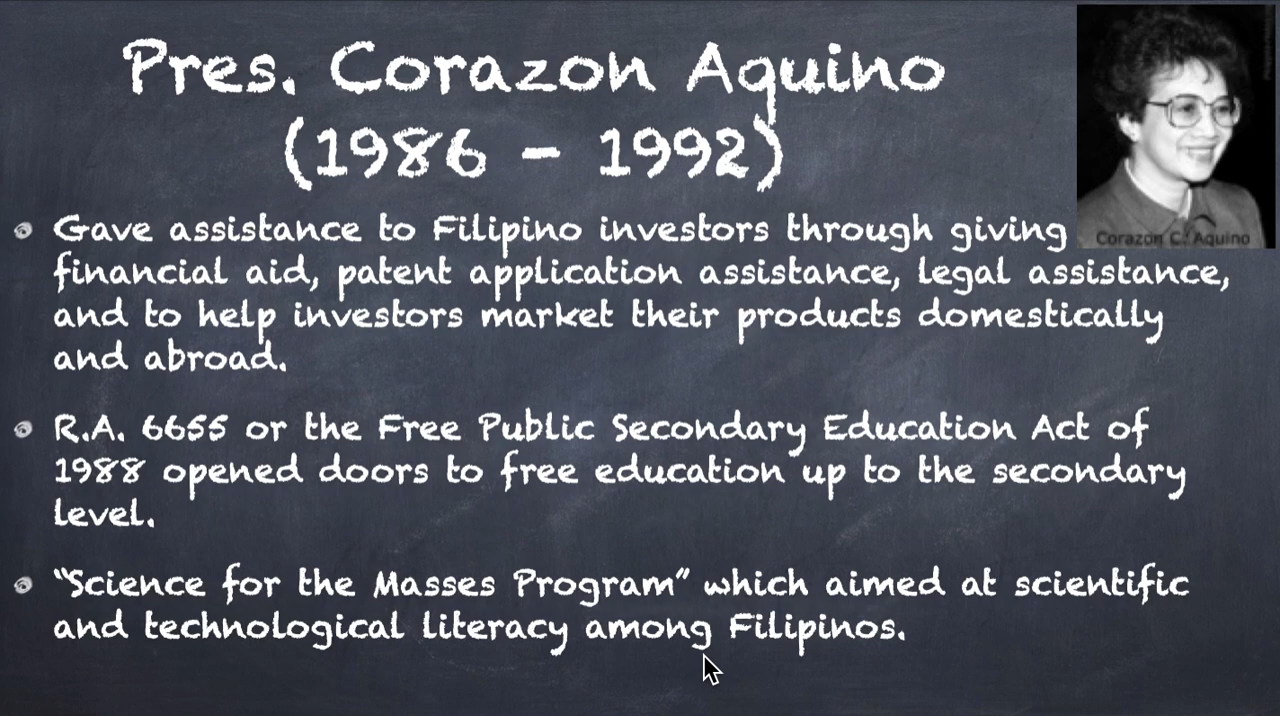 Pres. Corazon Aquino
(1986 - 1992)
Corazon C. Aquino
Gave assistance to Filipino investors through giving
financial aid, patent application assistance, legal assistance,
and to help investors market their products domestically
and abroad.
R.A. 6655 or the Free Public Secondary Education Act of
1988 opened doors to free education up to the secondary
level.
“Science for the Masses Program” which aimed at scientific
and technological literacy among Filipinos.